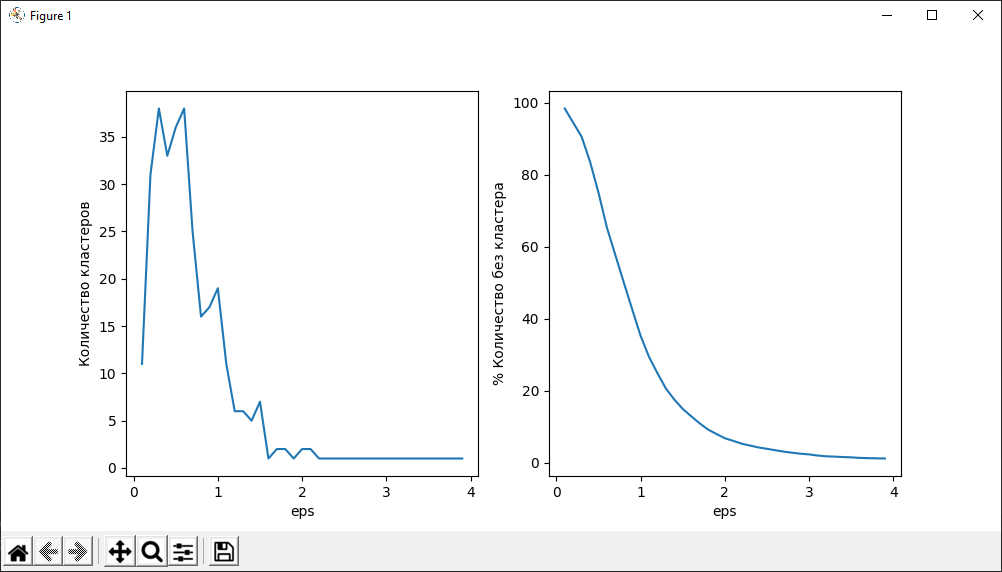 Figure 1
Количество кластеров
35
30
25
20
15
10
5
0
0 1 2 3 4
eps
% Количество без кластера
100
80
60
40
20
0
0 1 2 3 4
eps